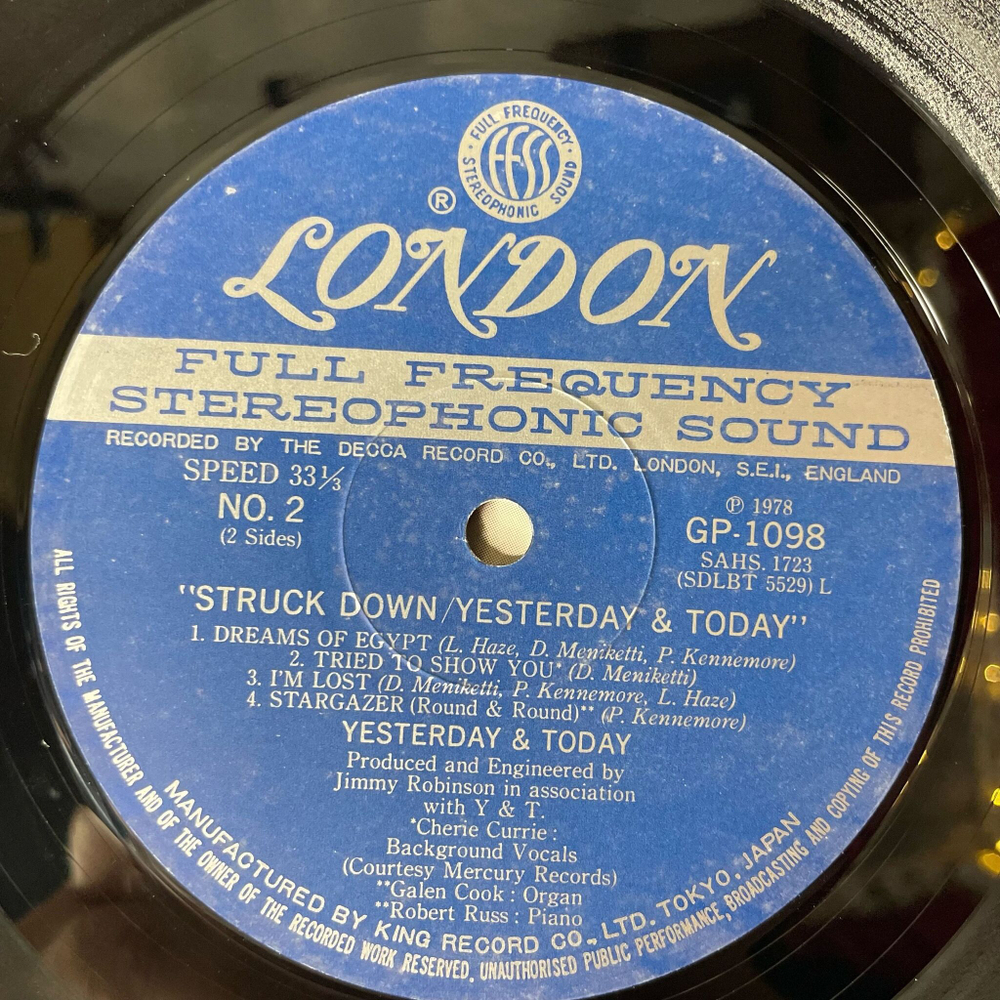 FULL FREQUENCY
STEREOPHONIC SOUND
FFSS
®
LONDON
FULL FREQUENCY
STEREOPHONIC SOUND
RECORDED BY THE DECCA RECORD CO., LTD. LONDON, S.E.I., ENGLAND
SPEED 33⅓
NO. 2
(2 Sides)
℗ 1978
GP-1098
SAHS. 1723
(SDLBT 5529) L
"STRUCK DOWN/YESTERDAY & TODAY"
1. DREAMS OF EGYPT (L. Haze, D. Meniketti, P. Kennemore)
2. TRIED TO SHOW YOU* (D. Meniketti)
3. I'M LOST (D. Meniketti, P. Kennemore, L. Haze)
4. STARGAZER (Round & Round)** (P. Kennemore)
YESTERDAY & TODAY
Produced and Engineered by
Jimmy Robinson in association
with Y & T.
*Cherie Currie :
Background Vocals
(Courtesy Mercury Records)
**Galen Cook : Organ
**Robert Russ : Piano
MANUFACTURED BY KING RECORD CO., LTD. TOKYO, JAPAN
ALL RIGHTS OF THE MANUFACTURER AND OF THE OWNER OF THE RECORDED WORK RESERVED. UNAUTHORISED PUBLIC PERFORMANCE, BROADCASTING AND COPYING OF THIS RECORD PROHIBITED